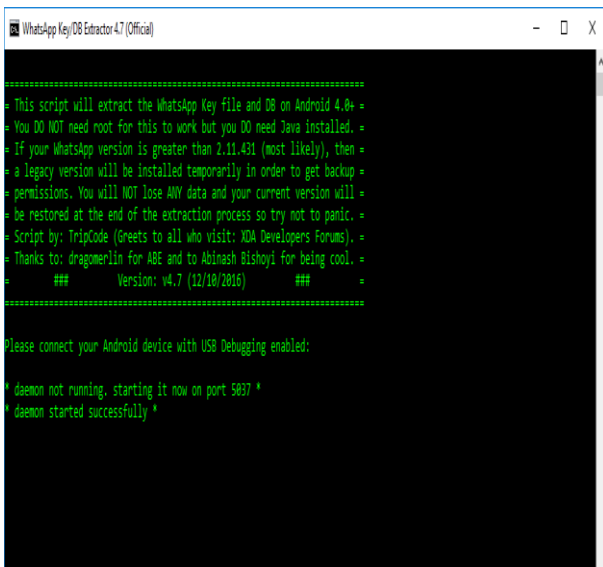 WhatsApp Key/DB Extractor 4.7 (Official)
=========================================================================
= This script will extract the WhatsApp Key file and DB on Android 4.0+ =
= You DO NOT need root for this to work but you DO need Java installed. =
= If your WhatsApp version is greater than 2.11.431 (most likely), then =
= a legacy version will be installed temporarily in order to get backup =
= permissions. You will NOT lose ANY data and your current version will =
= be restored at the end of the extraction process so try not to panic. =
= Script by: TripCode (Greets to all who visit: XDA Developers Forums). =
= Thanks to: dragomerlin for ABE and to Abinash Bishoyi for being cool. =
=         ###          Version: v4.7 (12/10/2016)          ###          =
=========================================================================
Please connect your Android device with USB Debugging enabled:
* daemon not running. starting it now on port 5037 *
* daemon started successfully *